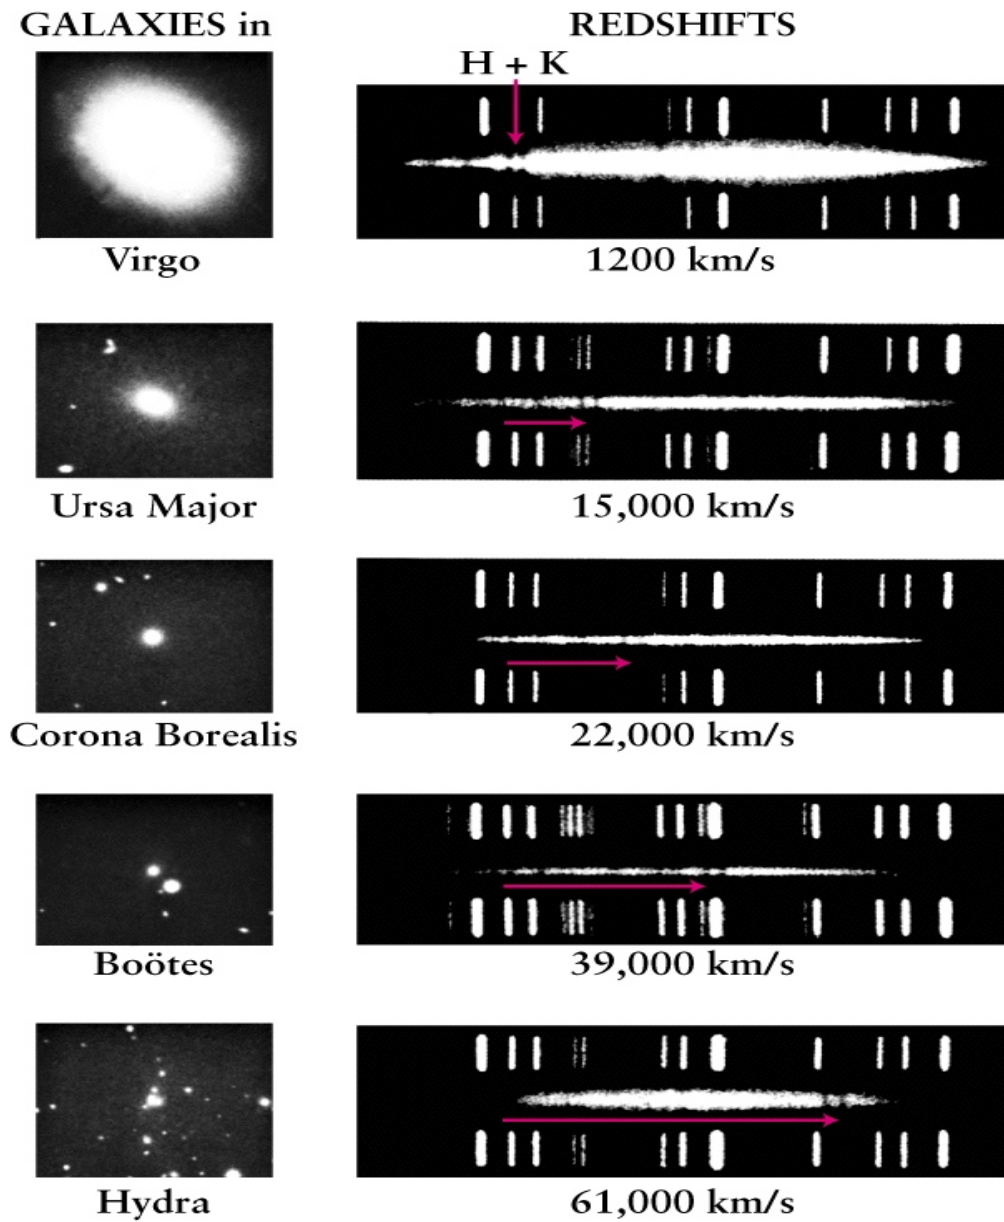 GALAXIES in
REDSHIFTS
H + K
Virgo
1200 km/s
Ursa Major
15,000 km/s
Corona Borealis
22,000 km/s
Boötes
39,000 km/s
Hydra
61,000 km/s